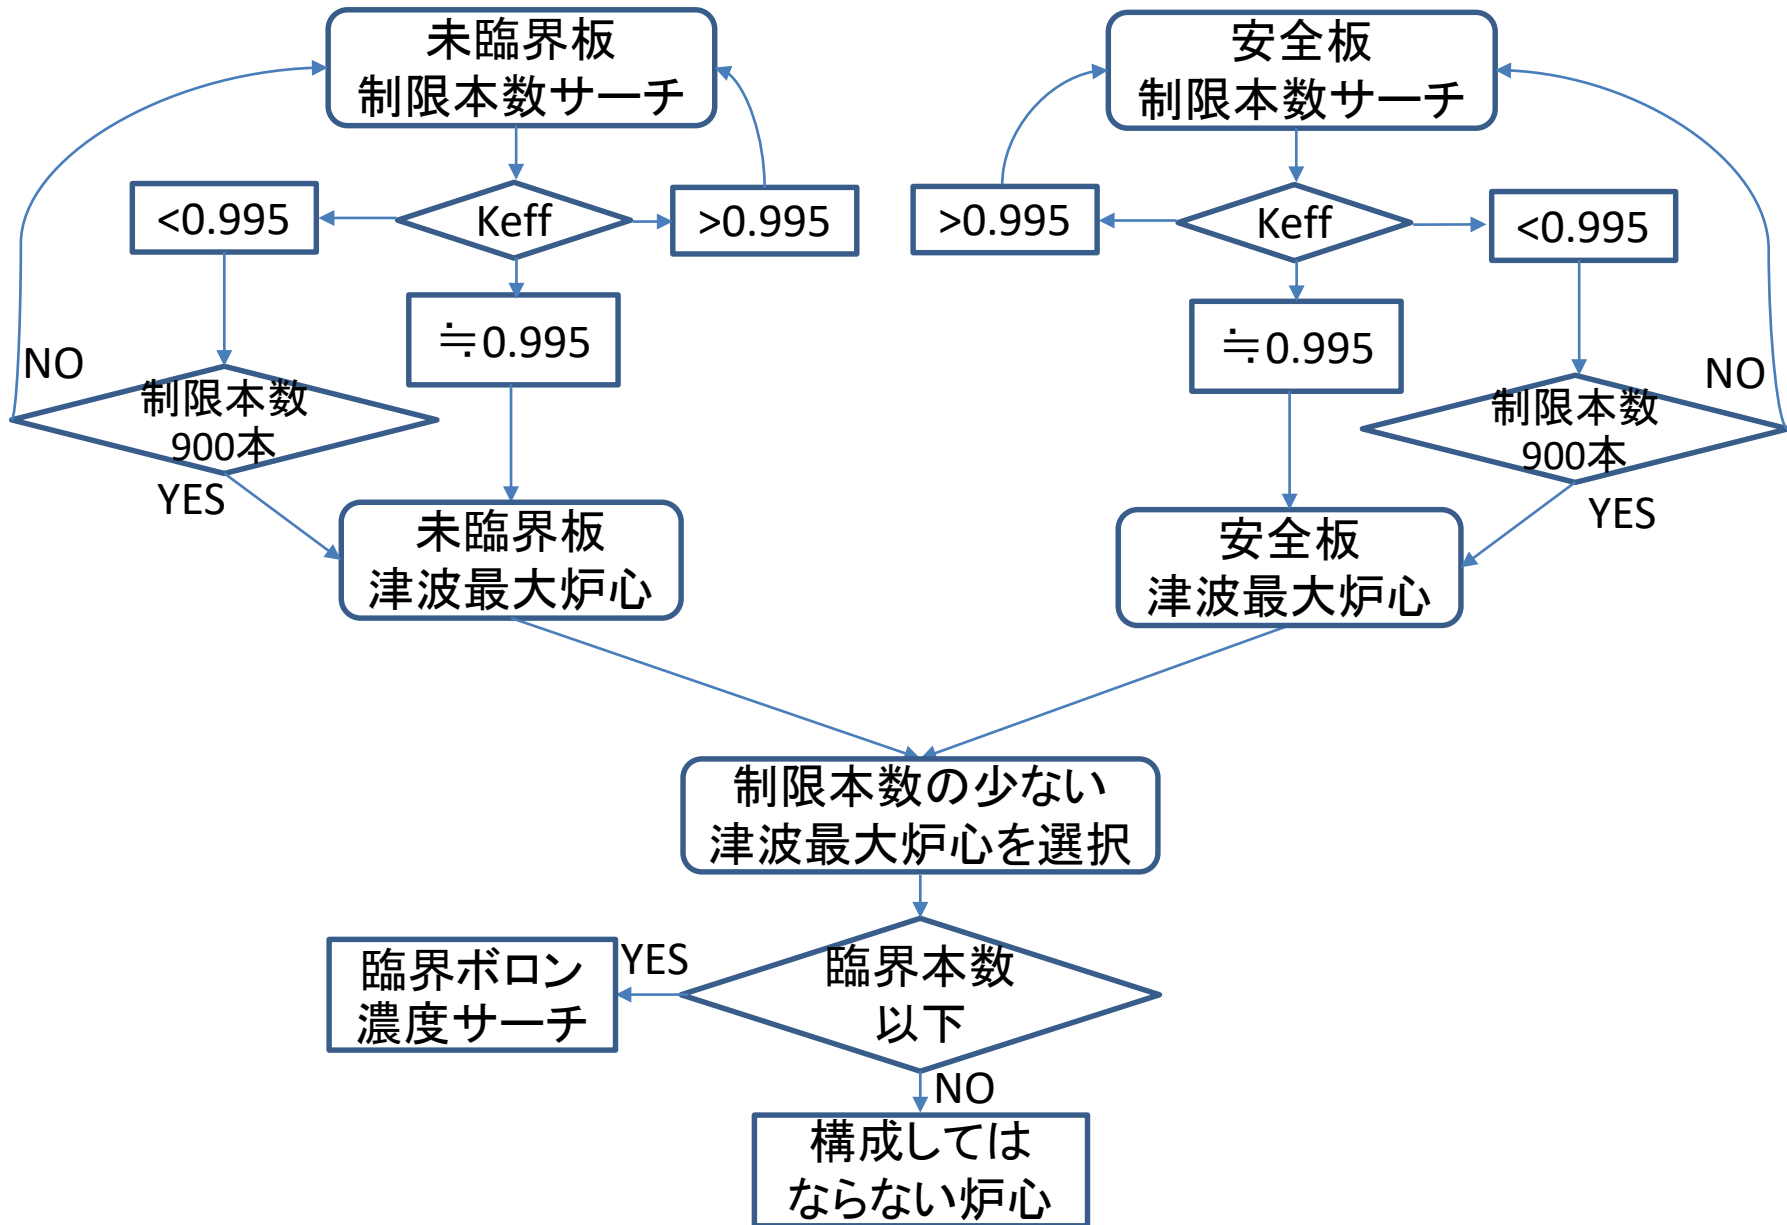 未臨界板
制限本数サーチ
<0.995
Keff
>0.995
≒0.995
NO
制限本数
900本
YES
未臨界板
津波最大炉心
安全板
制限本数サーチ
>0.995
Keff
<0.995
≒0.995
NO
制限本数
900本
YES
安全板
津波最大炉心
制限本数の少ない
津波最大炉心を選択
臨界本数
以下
YES
臨界ボロン
濃度サーチ
NO
構成しては
ならない炉心